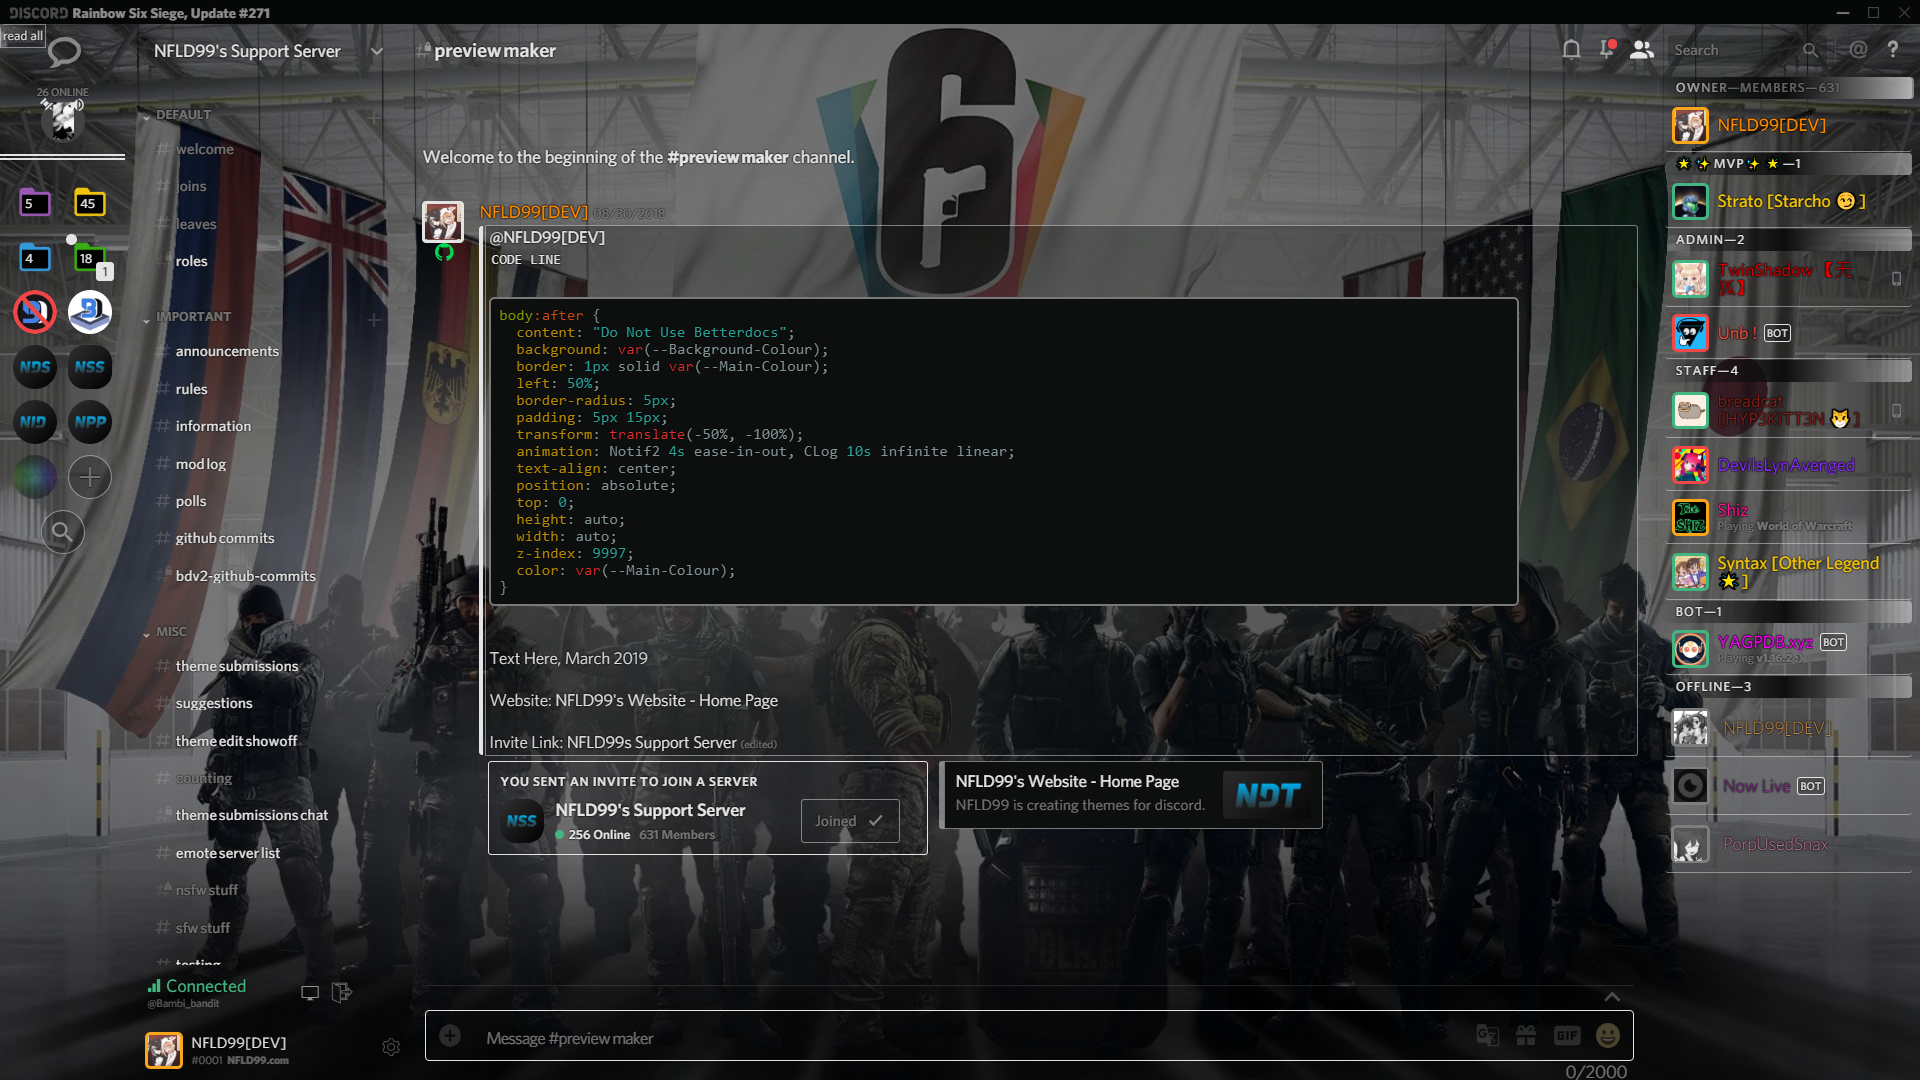 DISCORD Rainbow Six Siege, Update #271
read all
26 ONLINE
5
45
4
18
1
NDS
NSS
NID
NPP
NFLD99's Support Server
DEFAULT
welcome
joins
leaves
roles
IMPORTANT
announcements
rules
information
mod log
polls
github commits
bdv2-github-commits
MISC
theme submissions
suggestions
theme edit showoff
counting
theme submissions chat
emote server list
nsfw stuff
sfw stuff
testing
Connected
@Bambi_bandit
NFLD99[DEV]
#0001 NFLD99.com
# preview maker
Search
@ ?
Welcome to the beginning of the #preview maker channel.
NFLD99[DEV] 08/30/2018
@NFLD99[DEV]
CODE LINE
body:after {
content: "Do Not Use Betterdocs";
background: var(--Background-Colour);
border: 1px solid var(--Main-Colour);
left: 50%;
border-radius: 5px;
padding: 5px 15px;
transform: translate(-50%, -100%);
animation: Notif2 4s ease-in-out, CLog 10s infinite linear;
text-align: center;
position: absolute;
top: 0;
height: auto;
width: auto;
z-index: 9997;
color: var(--Main-Colour);
}
Text Here, March 2019
Website: NFLD99's Website - Home Page
Invite Link: NFLD99s Support Server (edited)
YOU SENT AN INVITE TO JOIN A SERVER
NSS
NFLD99's Support Server
256 Online 631 Members
Joined
NFLD99's Website - Home Page
NFLD99 is creating themes for discord.
NDT
Message #preview maker
GIF
0/2000
OWNER—MEMBERS—631
NFLD99[DEV]
MVP —1
Strato [Starcho 😏]
ADMIN—2
TwinShadow
Unb ! BOT
STAFF—4
breadcat
[HYP3KITT3N 🐱]
DevilsLynAvenged
The Shiz
Shiz
Playing World of Warcraft
Syntax [Other Legend
🌟]
BOT—1
YAGPDB.xyz BOT
Playing v1.16.2
OFFLINE—3
NFLD99[DEV]
Now Live BOT
PorpUsedSnax